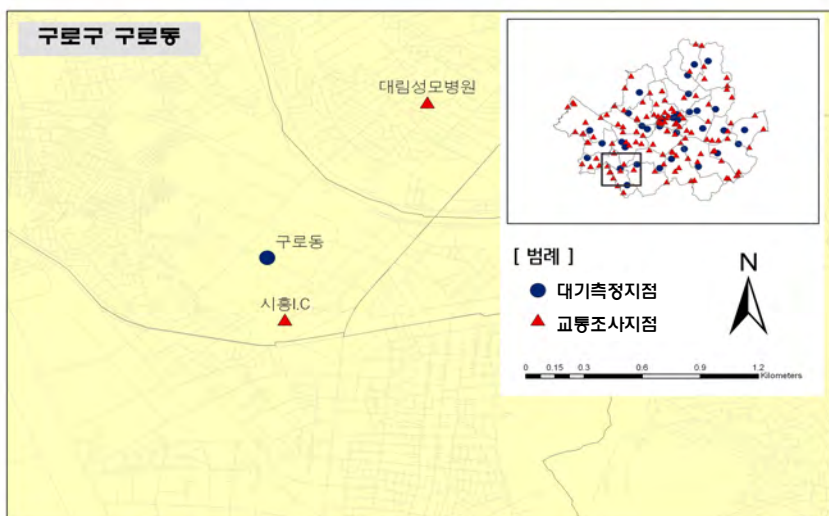 구로구 구로동
대림성모병원
구로동
시흥I.C
[ 범례 ]
대기측정지점
교통조사지점
N
0 0.15 0.3 0.6 0.9 1.2
Kilometers